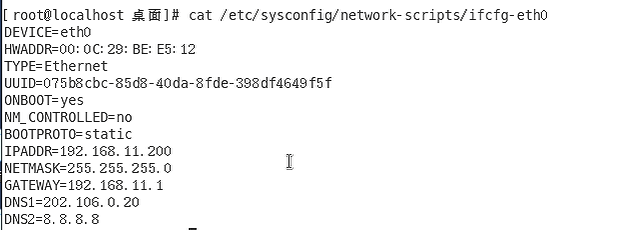 [root@localhost 桌面]# cat /etc/sysconfig/network-scripts/ifcfg-eth0
DEVICE=eth0
HWADDR=00:0C:29:BE:E5:12
TYPE=Ethernet
UUID=075b8cbc-85d8-40da-8fde-398df4649f5f
ONBOOT=yes
NM_CONTROLLED=no
BOOTPROTO=static
IPADDR=192.168.11.200
NETMASK=255.255.255.0
GATEWAY=192.168.11.1
DNS1=202.106.0.20
DNS2=8.8.8.8